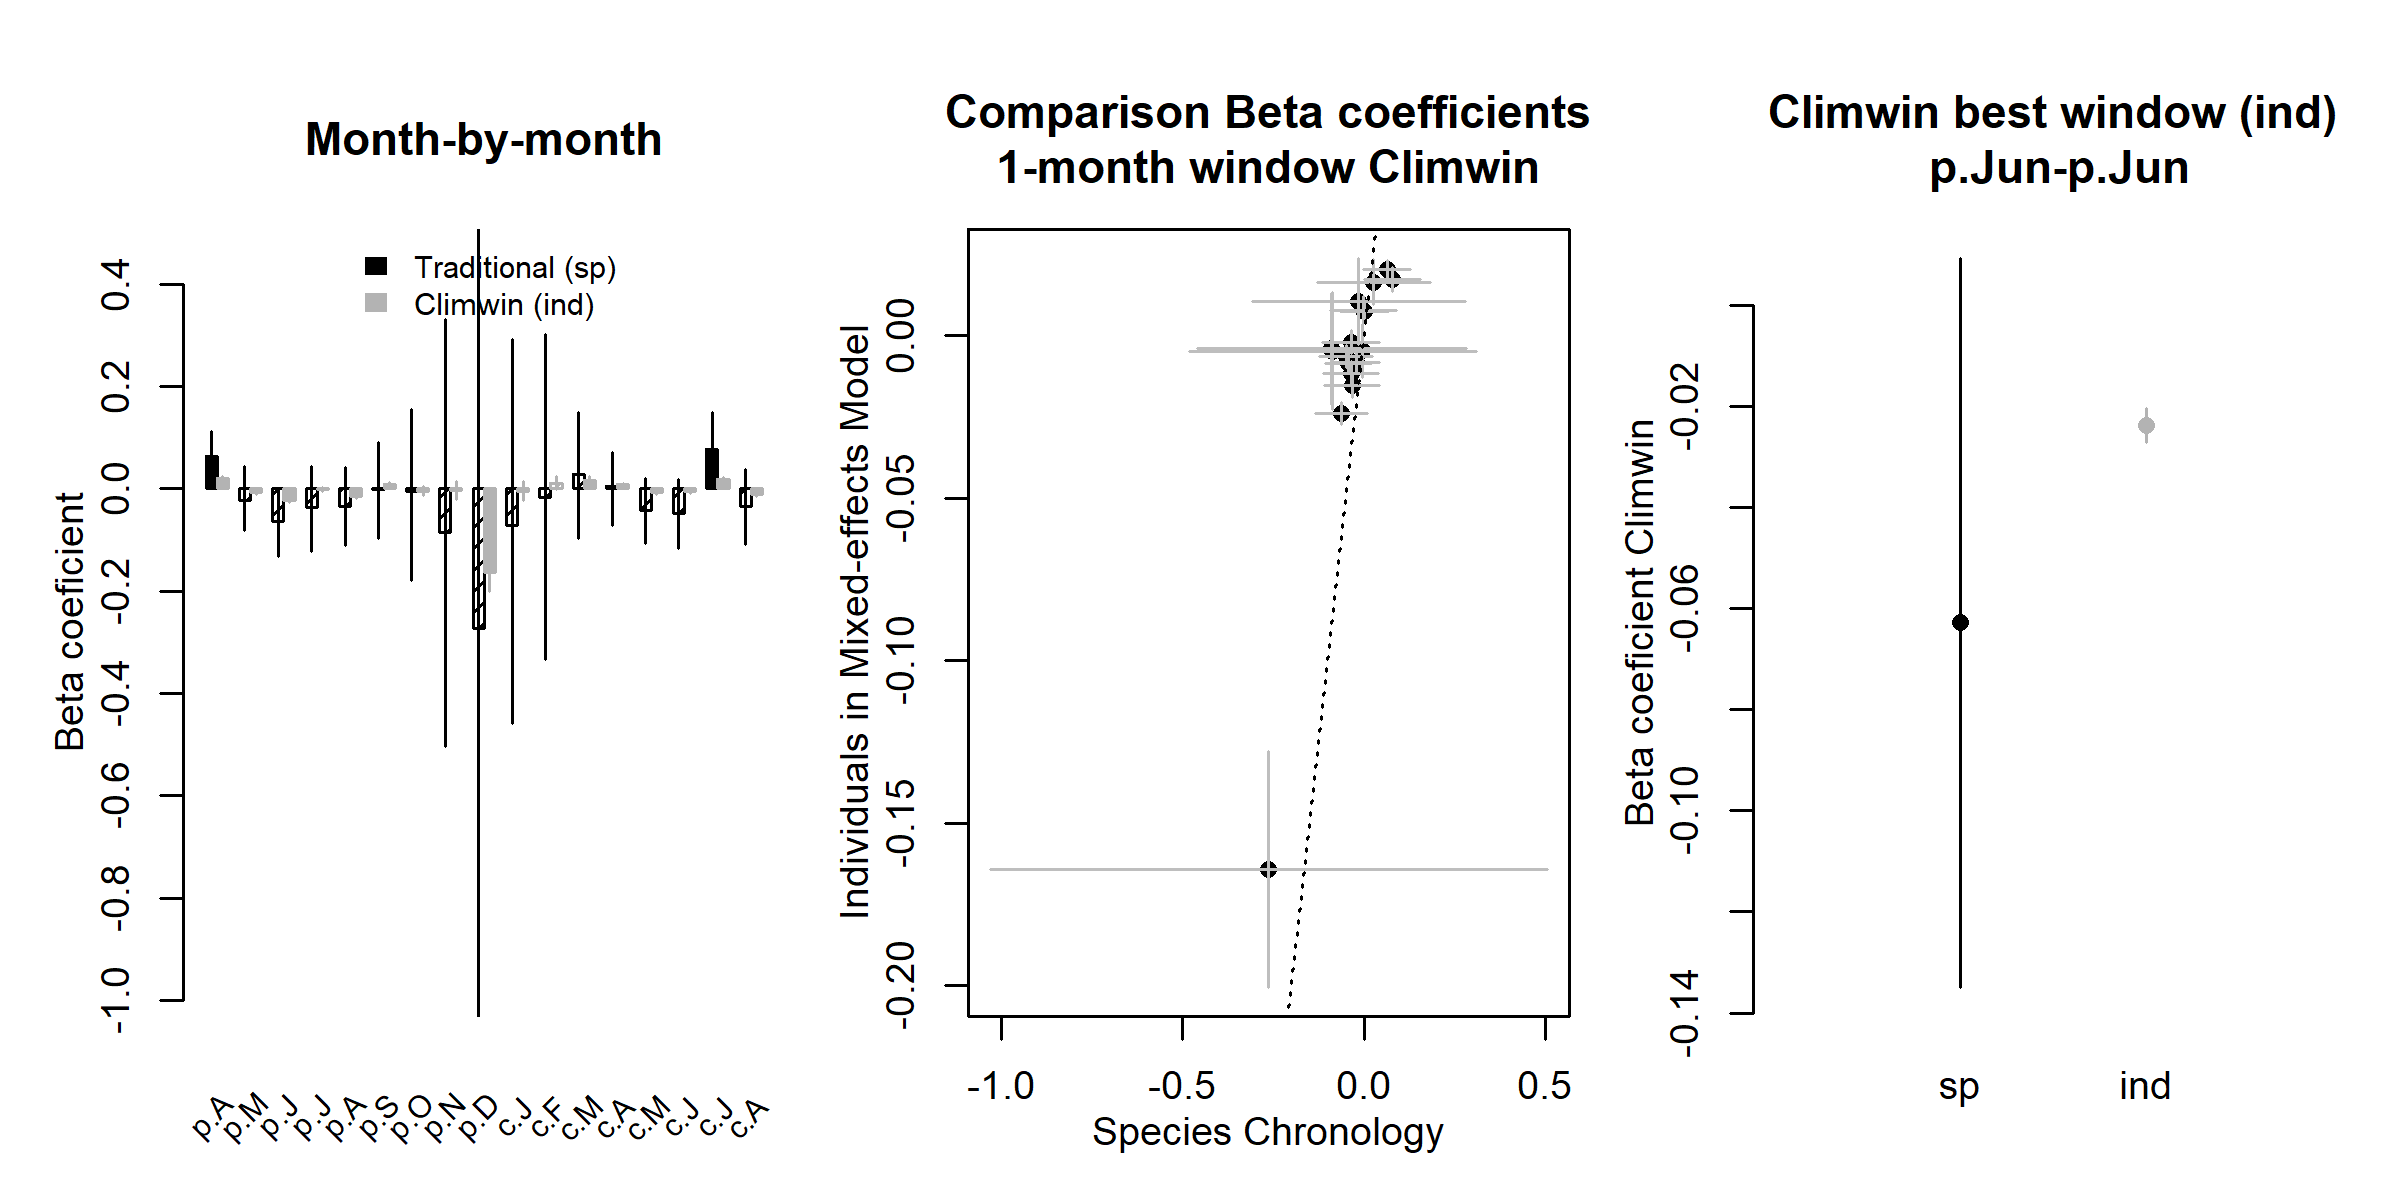 Month-by-month
Traditional (sp)
Climwin (ind)
Beta coeficient
0.4
0.2
0.0
-0.2
-0.4
-0.6
-0.8
-1.0
p.A
p.M
p.J
p.J
p.A
p.S
p.O
p.N
p.D
c.J
c.F
c.M
c.A
c.M
c.J
c.J
c.A
Comparison Beta coefficients
1-month window Climwin
Individuals in Mixed-effects Model
0.00
-0.05
-0.10
-0.15
-0.20
-1.0
-0.5
0.0
0.5
Species Chronology
Climwin best window (ind)
p.Jun-p.Jun
Beta coeficient Climwin
-0.02
-0.06
-0.10
-0.14
sp
ind